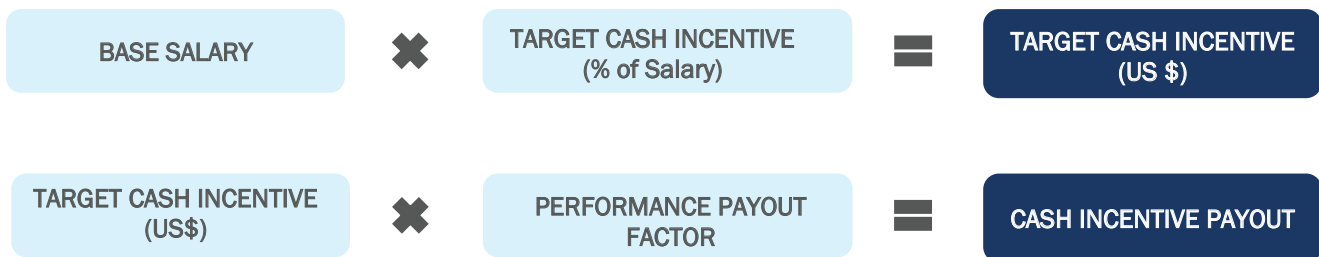 BASE SALARY
TARGET CASH INCENTIVE
(% of Salary)
TARGET CASH INCENTIVE
(US $)
TARGET CASH INCENTIVE
(US$)
PERFORMANCE PAYOUT
FACTOR
CASH INCENTIVE PAYOUT